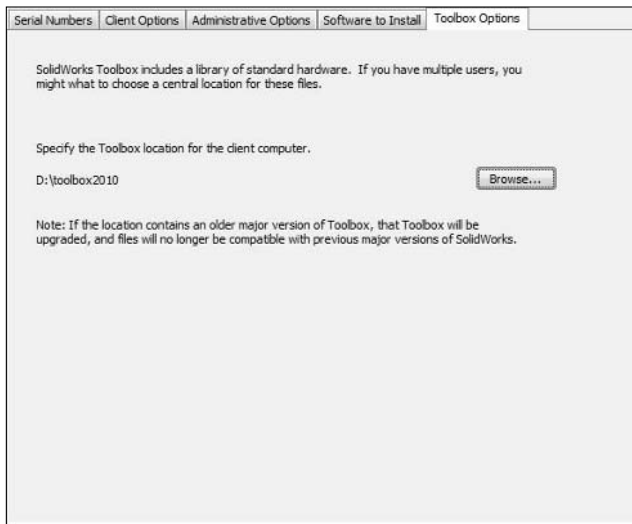 Serial Numbers Client Options Administrative Options Software to Install Toolbox Options
SolidWorks Toolbox includes a library of standard hardware. If you have multiple users, you
might what to choose a central location for these files.
Specify the Toolbox location for the client computer.
D:\toolbox2010 Browse...
Note: If the location contains an older major version of Toolbox, that Toolbox will be
upgraded, and files will no longer be compatible with previous major versions of SolidWorks.